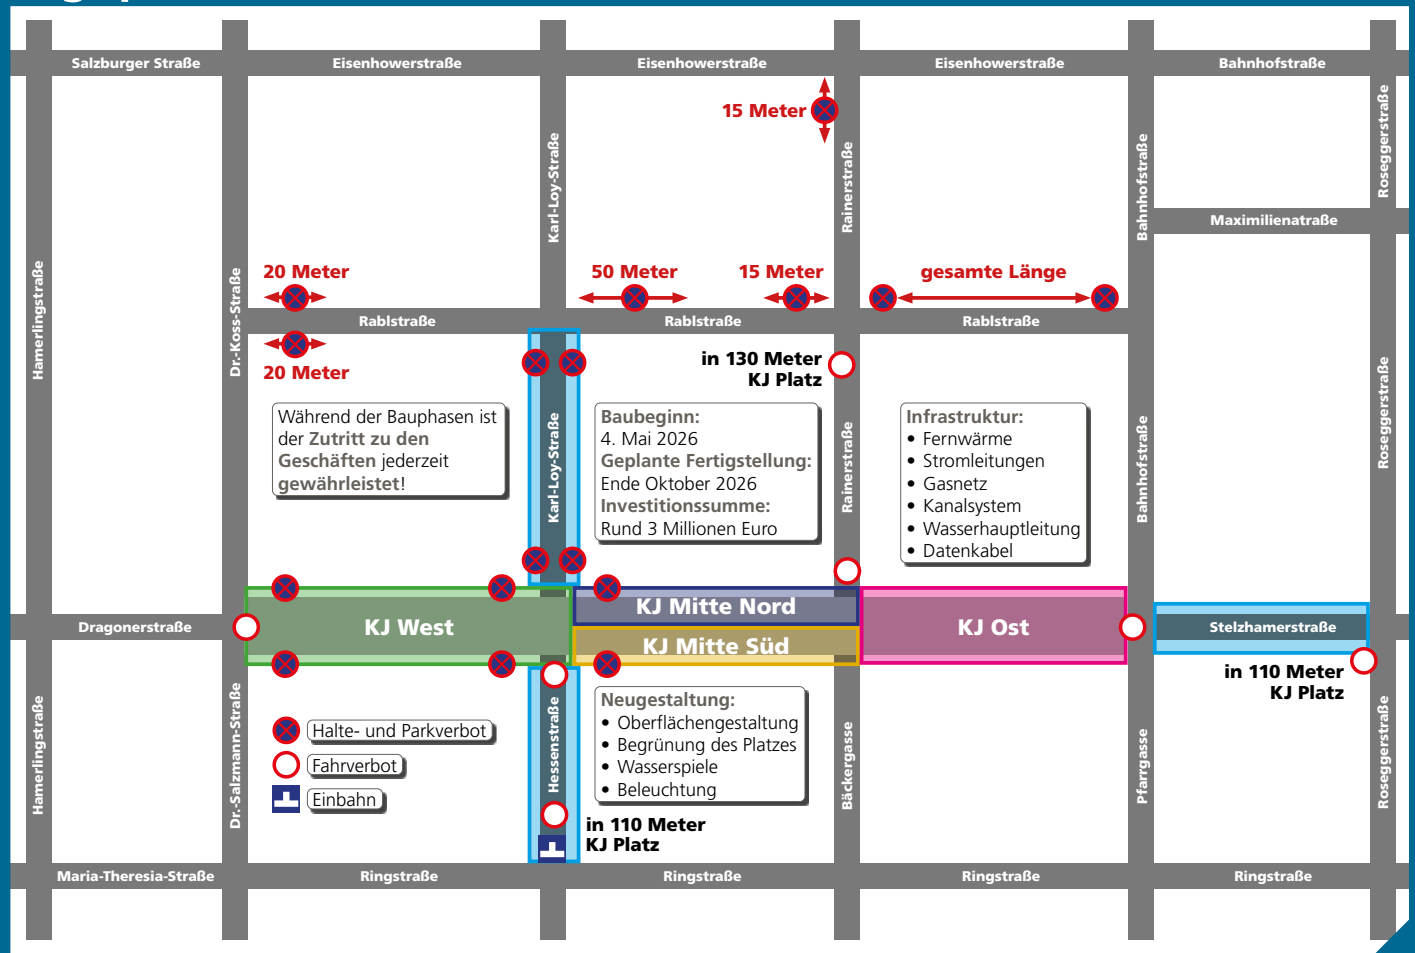 Salzburger Straße
Eisenhowerstraße
Eisenhowerstraße
Eisenhowerstraße
Bahnhofstraße
15 Meter
Karl-Loy-Straße
Rainerstraße
Bahnhofstraße
Roseggerstraße
Maximilienatraße
Hamerlingstraße
Dr.-Koss-Straße
20 Meter
50 Meter
15 Meter
gesamte Länge
Rablstraße
Rablstraße
Rablstraße
20 Meter
in 130 Meter
KJ Platz
Während der Bauphasen ist
der Zutritt zu den
Geschäften jederzeit
gewährleistet!
Karl-Loy-Straße
Baubeginn:
4. Mai 2026
Geplante Fertigstellung:
Ende Oktober 2026
Investitionssumme:
Rund 3 Millionen Euro
Rainerstraße
Infrastruktur:
• Fernwärme
• Stromleitungen
• Gasnetz
• Kanalsystem
• Wasserhauptleitung
• Datenkabel
Bahnhofstraße
Roseggerstraße
Dragonerstraße
KJ West
KJ Mitte Nord
KJ Mitte Süd
KJ Ost
Stelzhamerstraße
in 110 Meter
KJ Platz
Hamerlingstraße
Dr.-Salzmann-Straße
Halte- und Parkverbot
Fahrverbot
Einbahn
Hessenstraße
Neugestaltung:
• Oberflächengestaltung
• Begrünung des Platzes
• Wasserspiele
• Beleuchtung
in 110 Meter
KJ Platz
Bäckergasse
Pfarrgasse
Roseggerstraße
Maria-Theresia-Straße
Ringstraße
Ringstraße
Ringstraße
Ringstraße